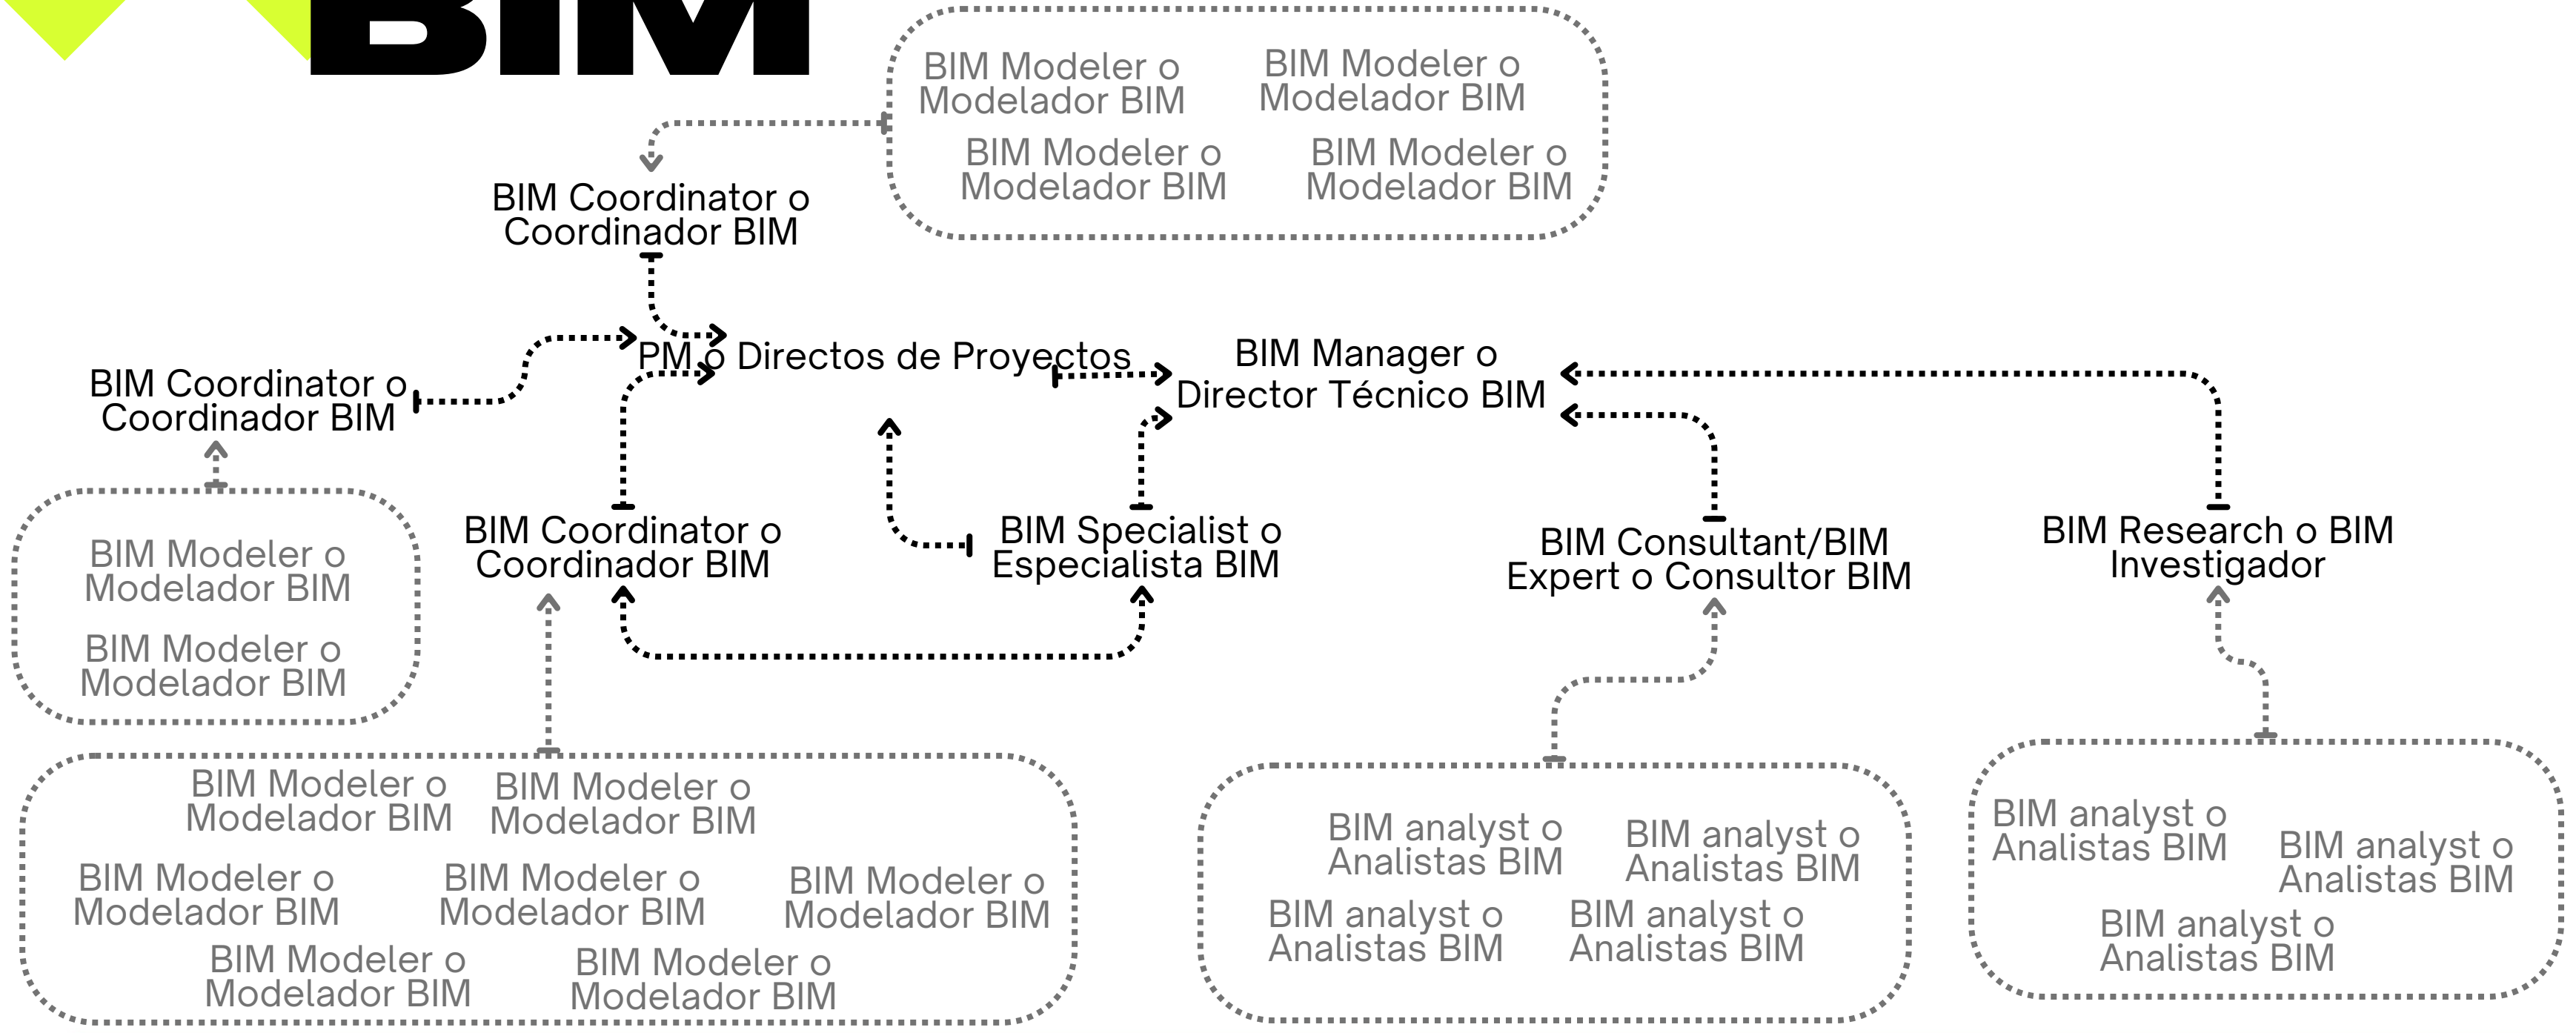 BIM
BIM Modeler o
Modelador BIM
BIM Modeler o
Modelador BIM
BIM Modeler o
Modelador BIM
BIM Modeler o
Modelador BIM
BIM Coordinator o
Coordinador BIM
PM o Directos de Proyectos
BIM Manager o
Director Técnico BIM
BIM Coordinator o
Coordinador BIM
BIM Coordinator o
Coordinador BIM
BIM Specialist o
Especialista BIM
BIM Consultant/BIM
Expert o Consultor BIM
BIM Research o BIM
Investigador
BIM Modeler o
Modelador BIM
BIM Modeler o
Modelador BIM
BIM Modeler o
Modelador BIM
BIM Modeler o
Modelador BIM
BIM Modeler o
Modelador BIM
BIM Modeler o
Modelador BIM
BIM Modeler o
Modelador BIM
BIM Modeler o
Modelador BIM
BIM Modeler o
Modelador BIM
BIM analyst o
Analistas BIM
BIM analyst o
Analistas BIM
BIM analyst o
Analistas BIM
BIM analyst o
Analistas BIM
BIM analyst o
Analistas BIM
BIM analyst o
Analistas BIM
BIM analyst o
Analistas BIM